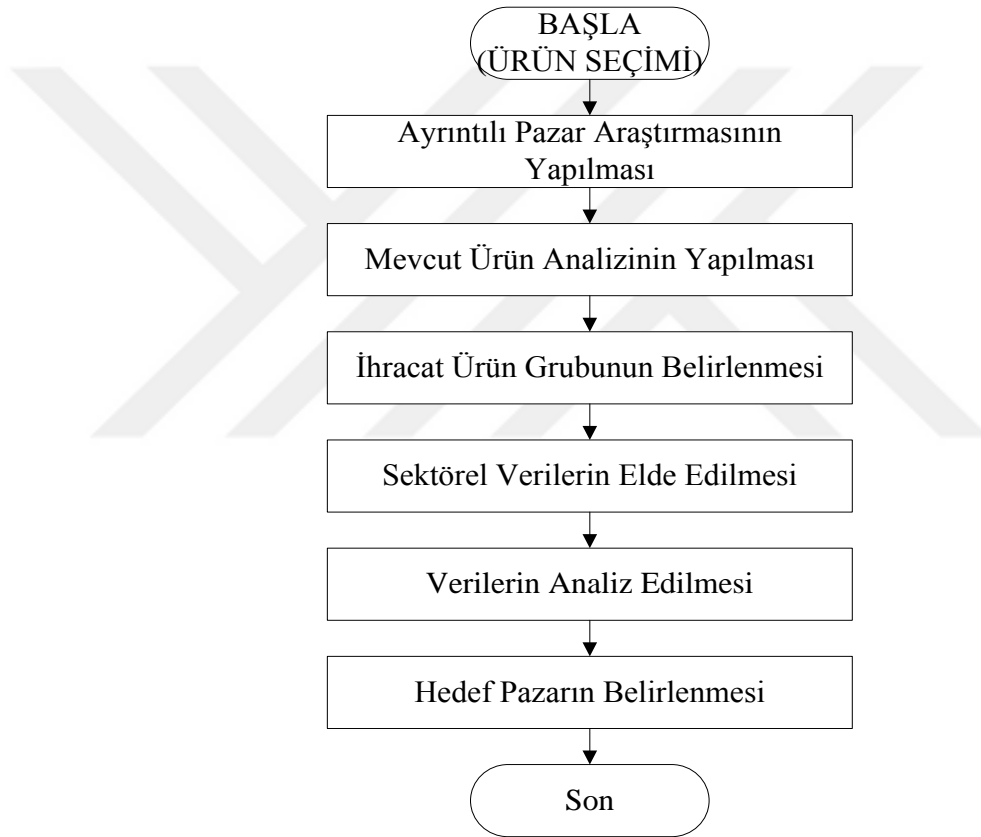 BAŞLA
(ÜRÜN SEÇİMİ)
Ayrıntılı Pazar Araştırmasının
Yapılması
Mevcut Ürün Analizinin Yapılması
İhracat Ürün Grubunun Belirlenmesi
Sektörel Verilerin Elde Edilmesi
Verilerin Analiz Edilmesi
Hedef Pazarın Belirlenmesi
Son